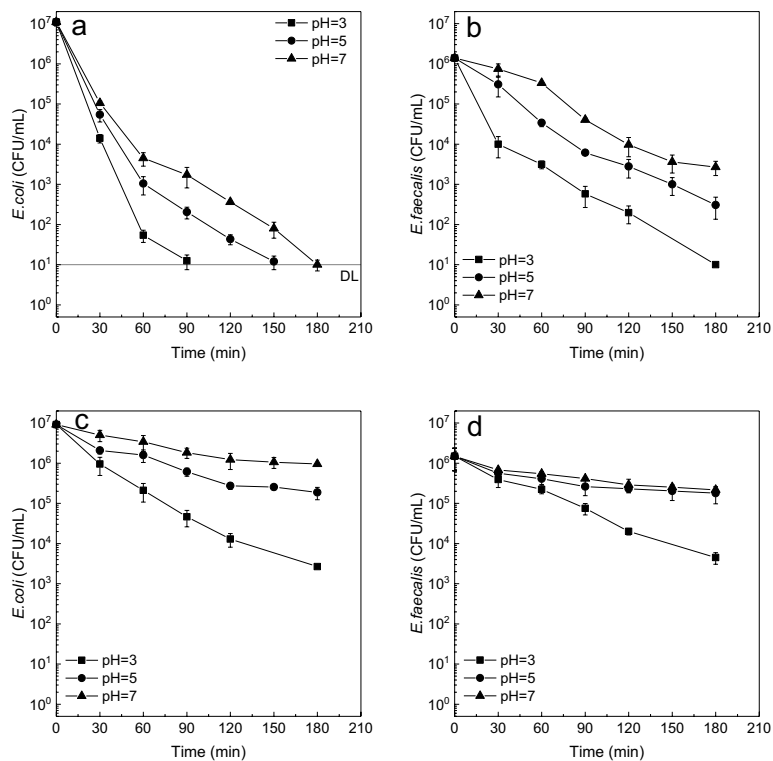 a
pH=3
pH=5
pH=7
E.coli (CFU/mL)
10^7
10^6
10^5
10^4
10^3
10^2
10^1
10^0
DL
0 30 60 90 120 150 180 210
Time (min)
b
E.faecalis (CFU/mL)
10^7
10^6
10^5
10^4
10^3
10^2
10^1
10^0
pH=3
pH=5
pH=7
0 30 60 90 120 150 180 210
Time (min)
c
E.coli (CFU/mL)
10^7
10^6
10^5
10^4
10^3
10^2
10^1
10^0
pH=3
pH=5
pH=7
0 30 60 90 120 150 180 210
Time (min)
d
E.faecalis (CFU/mL)
10^7
10^6
10^5
10^4
10^3
10^2
10^1
10^0
pH=3
pH=5
pH=7
0 30 60 90 120 150 180 210
Time (min)